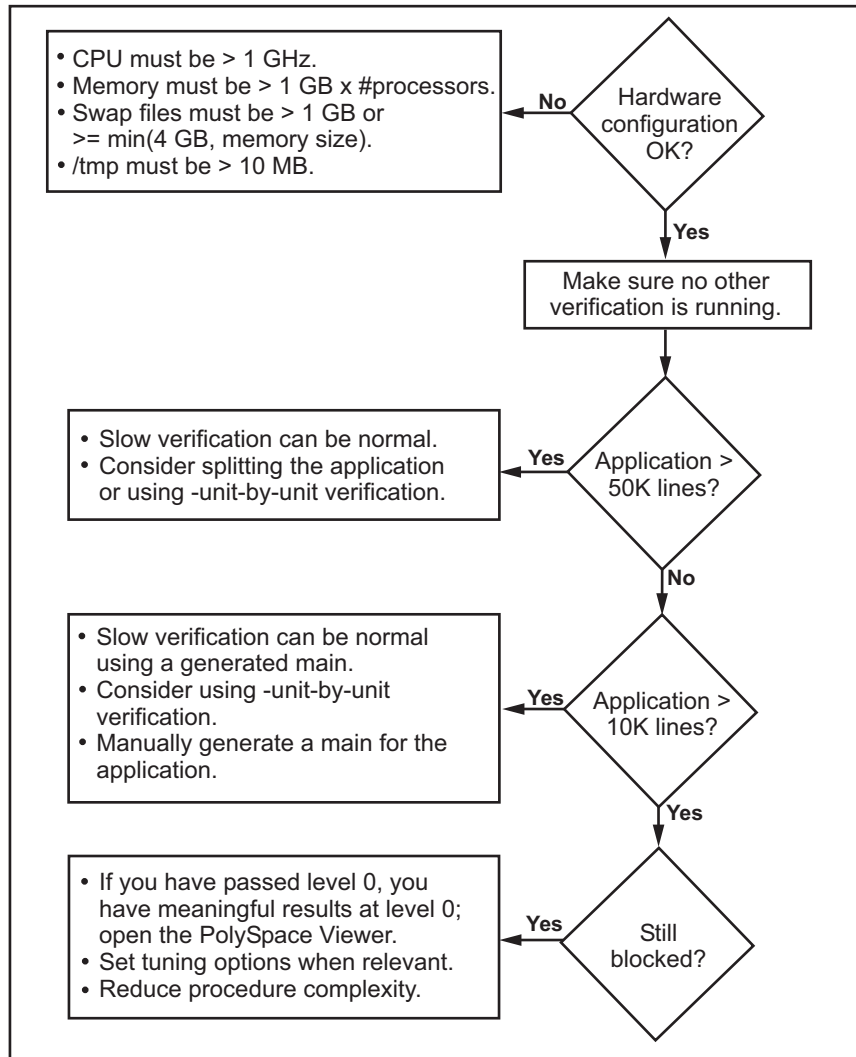 • CPU must be > 1 GHz.
• Memory must be > 1 GB x #processors.
• Swap files must be > 1 GB or
>= min(4 GB, memory size).
• /tmp must be > 10 MB.
No
Hardware
configuration
OK?
Yes
Make sure no other
verification is running.
• Slow verification can be normal.
• Consider splitting the application
or using -unit-by-unit verification.
Yes
Application >
50K lines?
No
• Slow verification can be normal
using a generated main.
• Consider using -unit-by-unit
verification.
• Manually generate a main for the
application.
Yes
Application >
10K lines?
Yes
• If you have passed level 0, you
have meaningful results at level 0;
open the PolySpace Viewer.
• Set tuning options when relevant.
• Reduce procedure complexity.
Yes
Still
blocked?